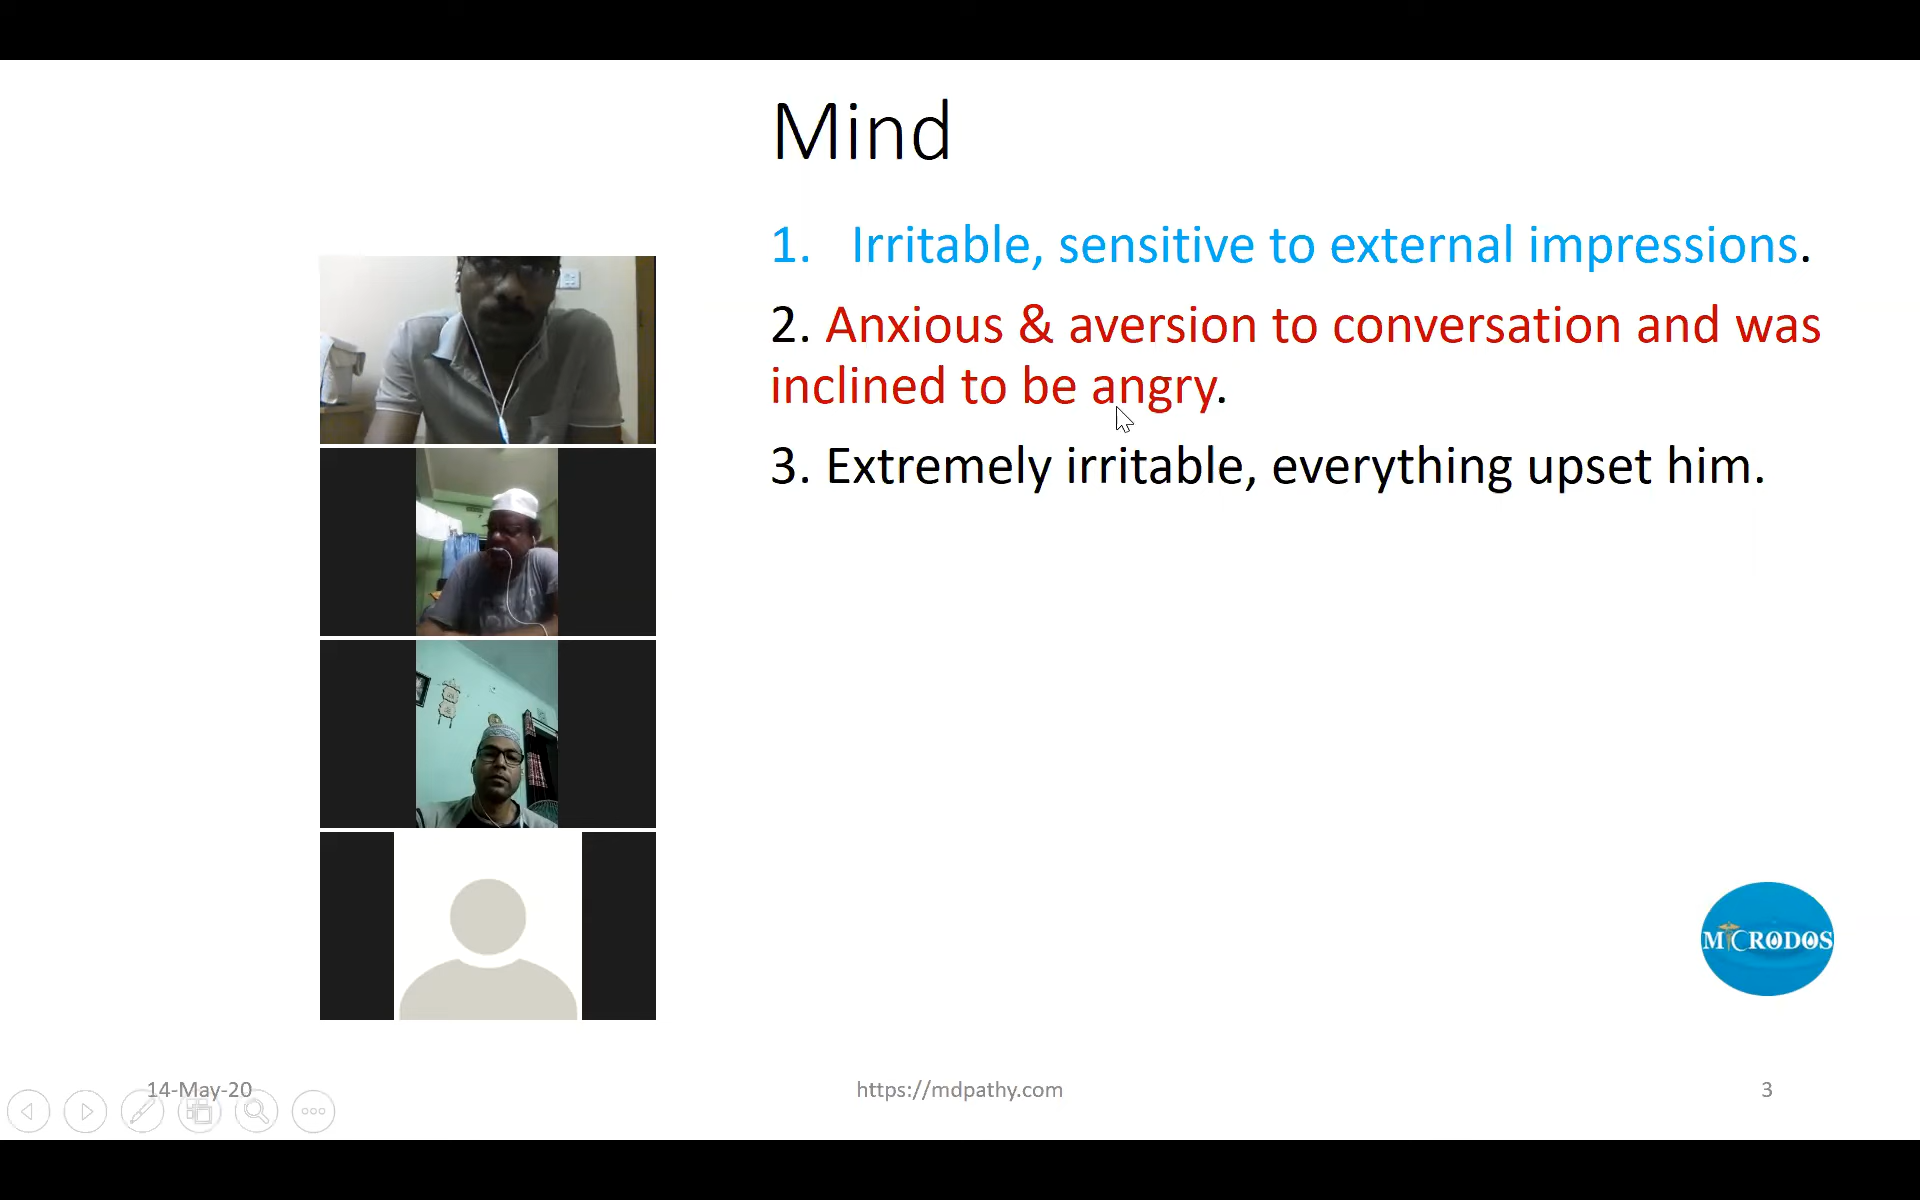 Mind
1. Irritable, sensitive to external impressions.
2. Anxious & aversion to conversation and was
inclined to be angry.
3. Extremely irritable, everything upset him.
MICRODOS
14-May-20
https://mdpathy.com
3